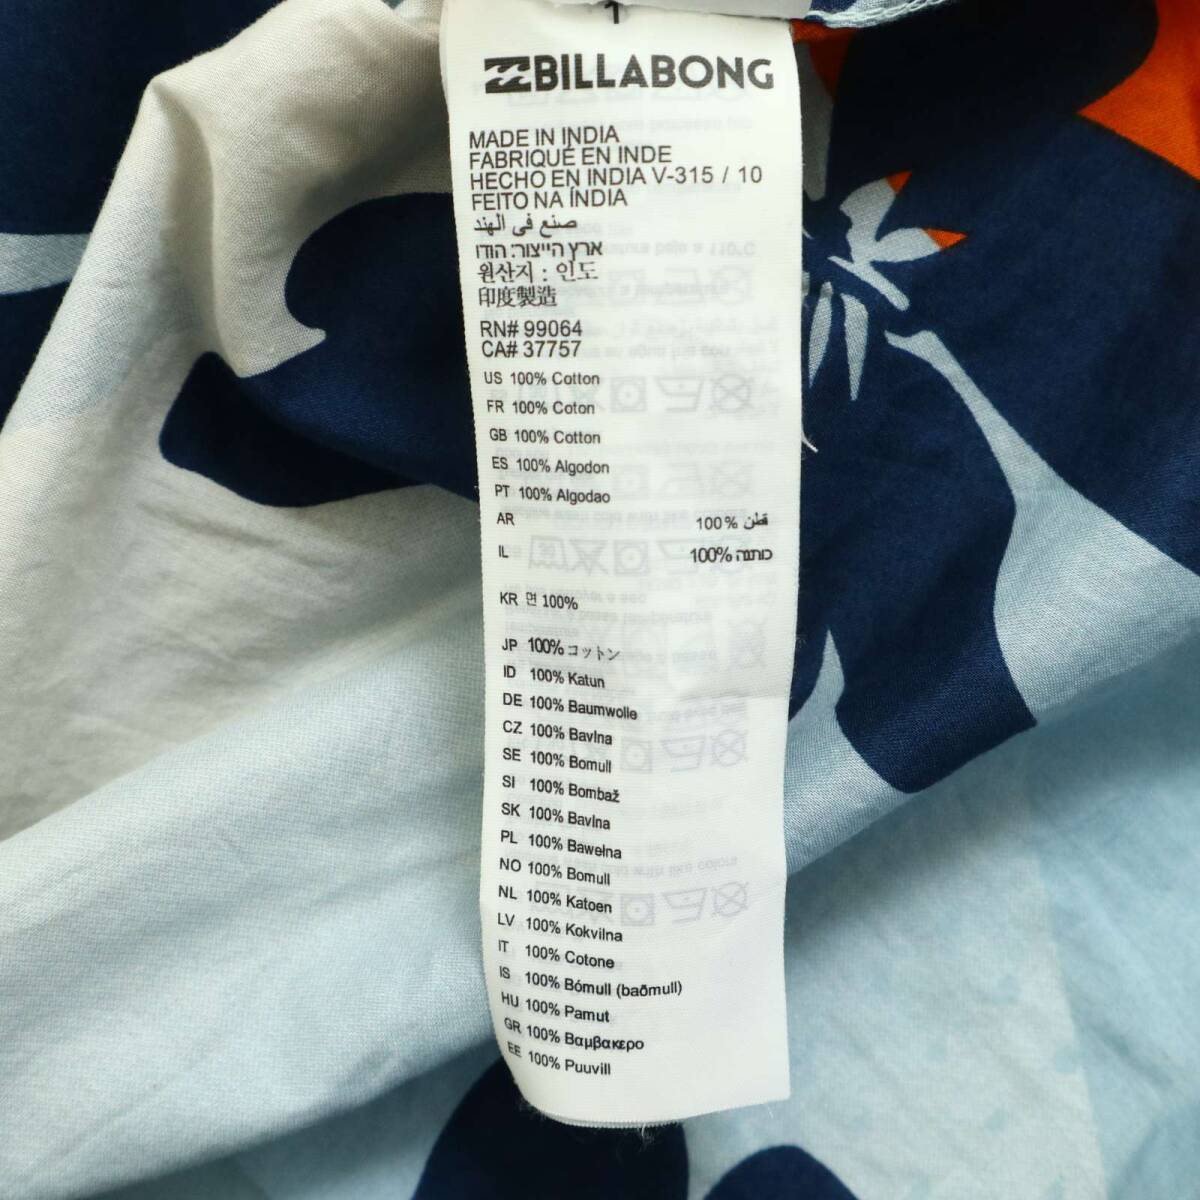 1
BILLABONG
MADE IN INDIA
FABRIQUÉ EN INDE
HECHO EN INDIA V-315 / 10
FEITO NA ÍNDIA
صنع في الهند
ארץ הייצור: הודו
원산지 : 인도
印度製造
RN# 99064
CA# 37757
US 100% Cotton
FR 100% Coton
GB 100% Cotton
ES 100% Algodon
PT 100% Algodao
AR 100% قطن
IL 100% כותנה
KR 면 100%
JP 100% コットン
ID 100% Katun
DE 100% Baumwolle
CZ 100% Bavlna
SE 100% Bomull
SI 100% Bombaž
SK 100% Bavlna
PL 100% Bawełna
NO 100% Bomull
NL 100% Katoen
LV 100% Kokvilna
IT 100% Cotone
IS 100% Bómull (baðmull)
HU 100% Pamut
GR 100% Βαμβακερο
EE 100% Puuvill